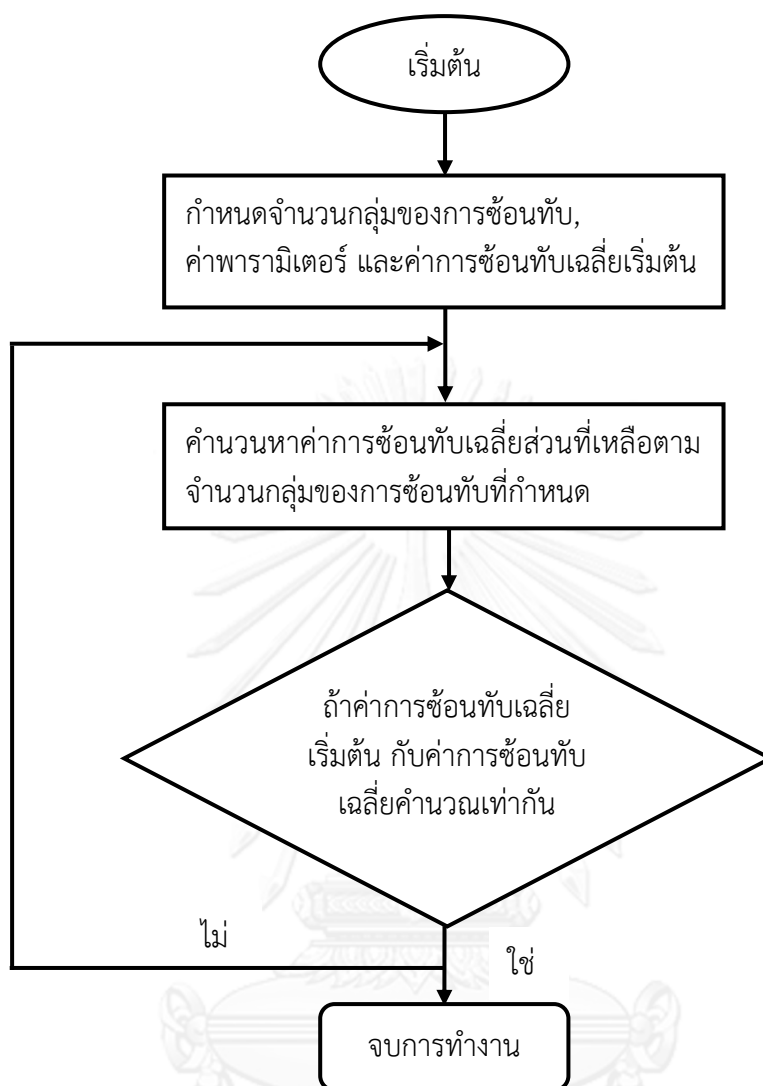 เริ่มต้น
กำหนดจำนวนกลุ่มของการซ้อนทับ,
ค่าพารามิเตอร์ และค่าการซ้อนทับเฉลี่ยเริ่มต้น
คำนวนหาค่าการซ้อนทับเฉลี่ยส่วนที่เหลือตาม
จำนวนกลุ่มของการซ้อนทับที่กำหนด
ถ้าค่าการซ้อนทับเฉลี่ย
เริ่มต้น กับค่าการซ้อนทับ
เฉลี่ยคำนวณเท่ากัน
ไม่
ใช่
จบการทำงาน